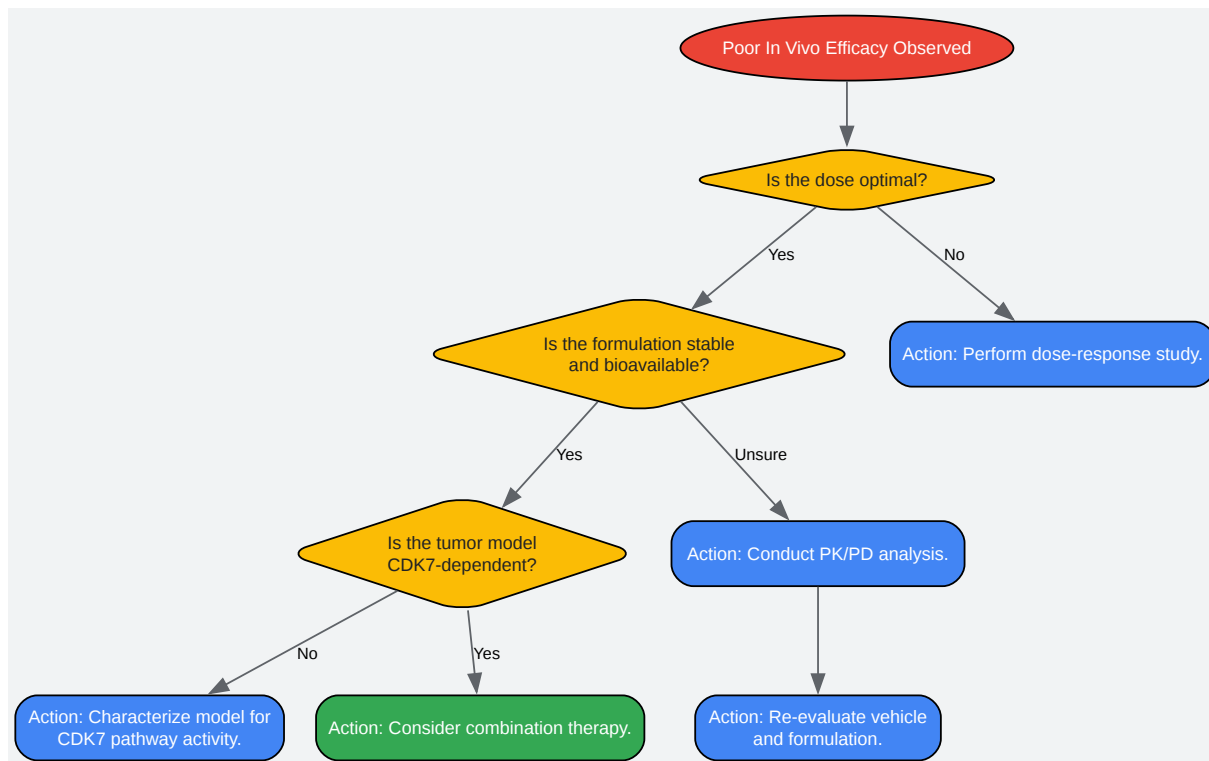 Poor In Vivo Efficacy Observed
Is the dose optimal?
Yes
No
Is the formulation stable
and bioavailable?
Action: Perform dose-response study.
Yes
Unsure
Is the tumor model
CDK7-dependent?
Action: Conduct PK/PD analysis.
No
Yes
Action: Characterize model for
CDK7 pathway activity.
Action: Consider combination therapy.
Action: Re-evaluate vehicle
and formulation.